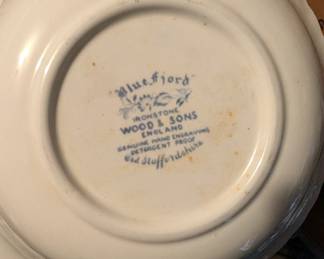 Blue Fjord
IRONSTONE
WOOD & SONS
ENGLAND
GENUINE HAND ENGRAVING
DETERGENT PROOF
Old Staffordshire